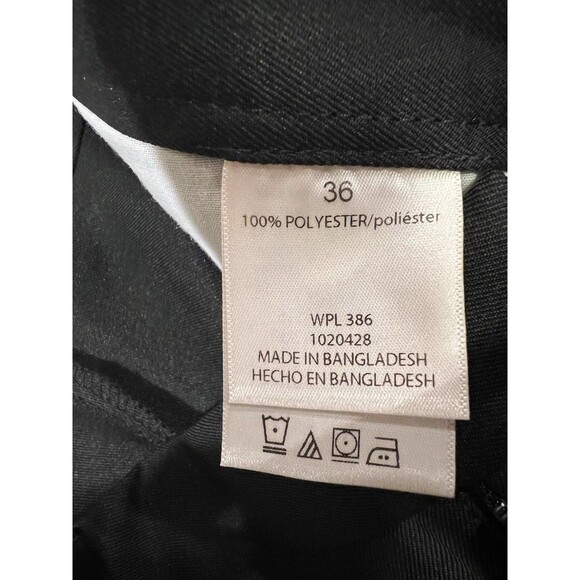 36
100% POLYESTER/poliéster
WPL 386
1020428
MADE IN BANGLADESH
HECHO EN BANGLADESH